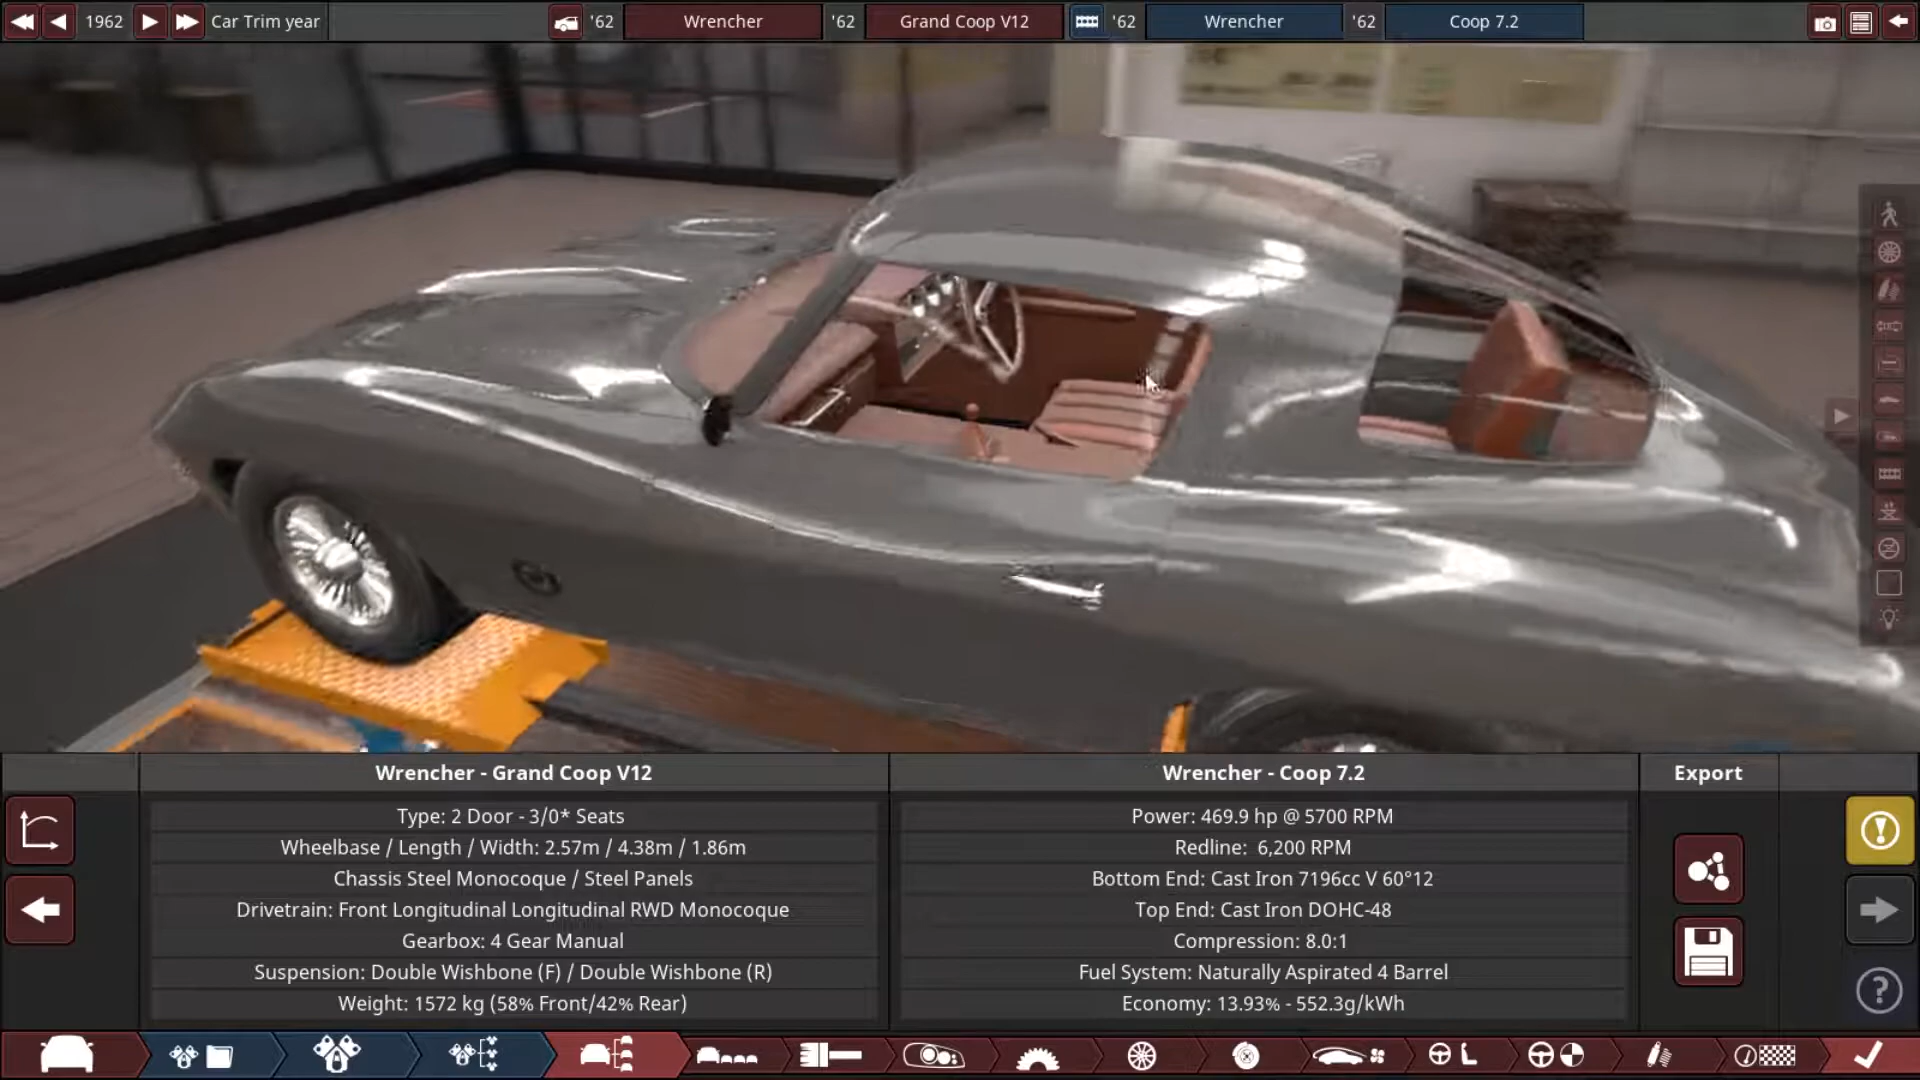 1962 Car Trim year '62 Wrencher '62 Grand Coop V12 '62 Wrencher '62 Coop 7.2
Wrencher - Grand Coop V12
Type: 2 Door - 3/0* Seats
Wheelbase / Length / Width: 2.57m / 4.38m / 1.86m
Chassis Steel Monocoque / Steel Panels
Drivetrain: Front Longitudinal Longitudinal RWD Monocoque
Gearbox: 4 Gear Manual
Suspension: Double Wishbone (F) / Double Wishbone (R)
Weight: 1572 kg (58% Front/42% Rear)
Wrencher - Coop 7.2
Power: 469.9 hp @ 5700 RPM
Redline: 6,200 RPM
Bottom End: Cast Iron 7196cc V 60°12
Top End: Cast Iron DOHC-48
Compression: 8.0:1
Fuel System: Naturally Aspirated 4 Barrel
Economy: 13.93% - 552.3g/kWh
Export